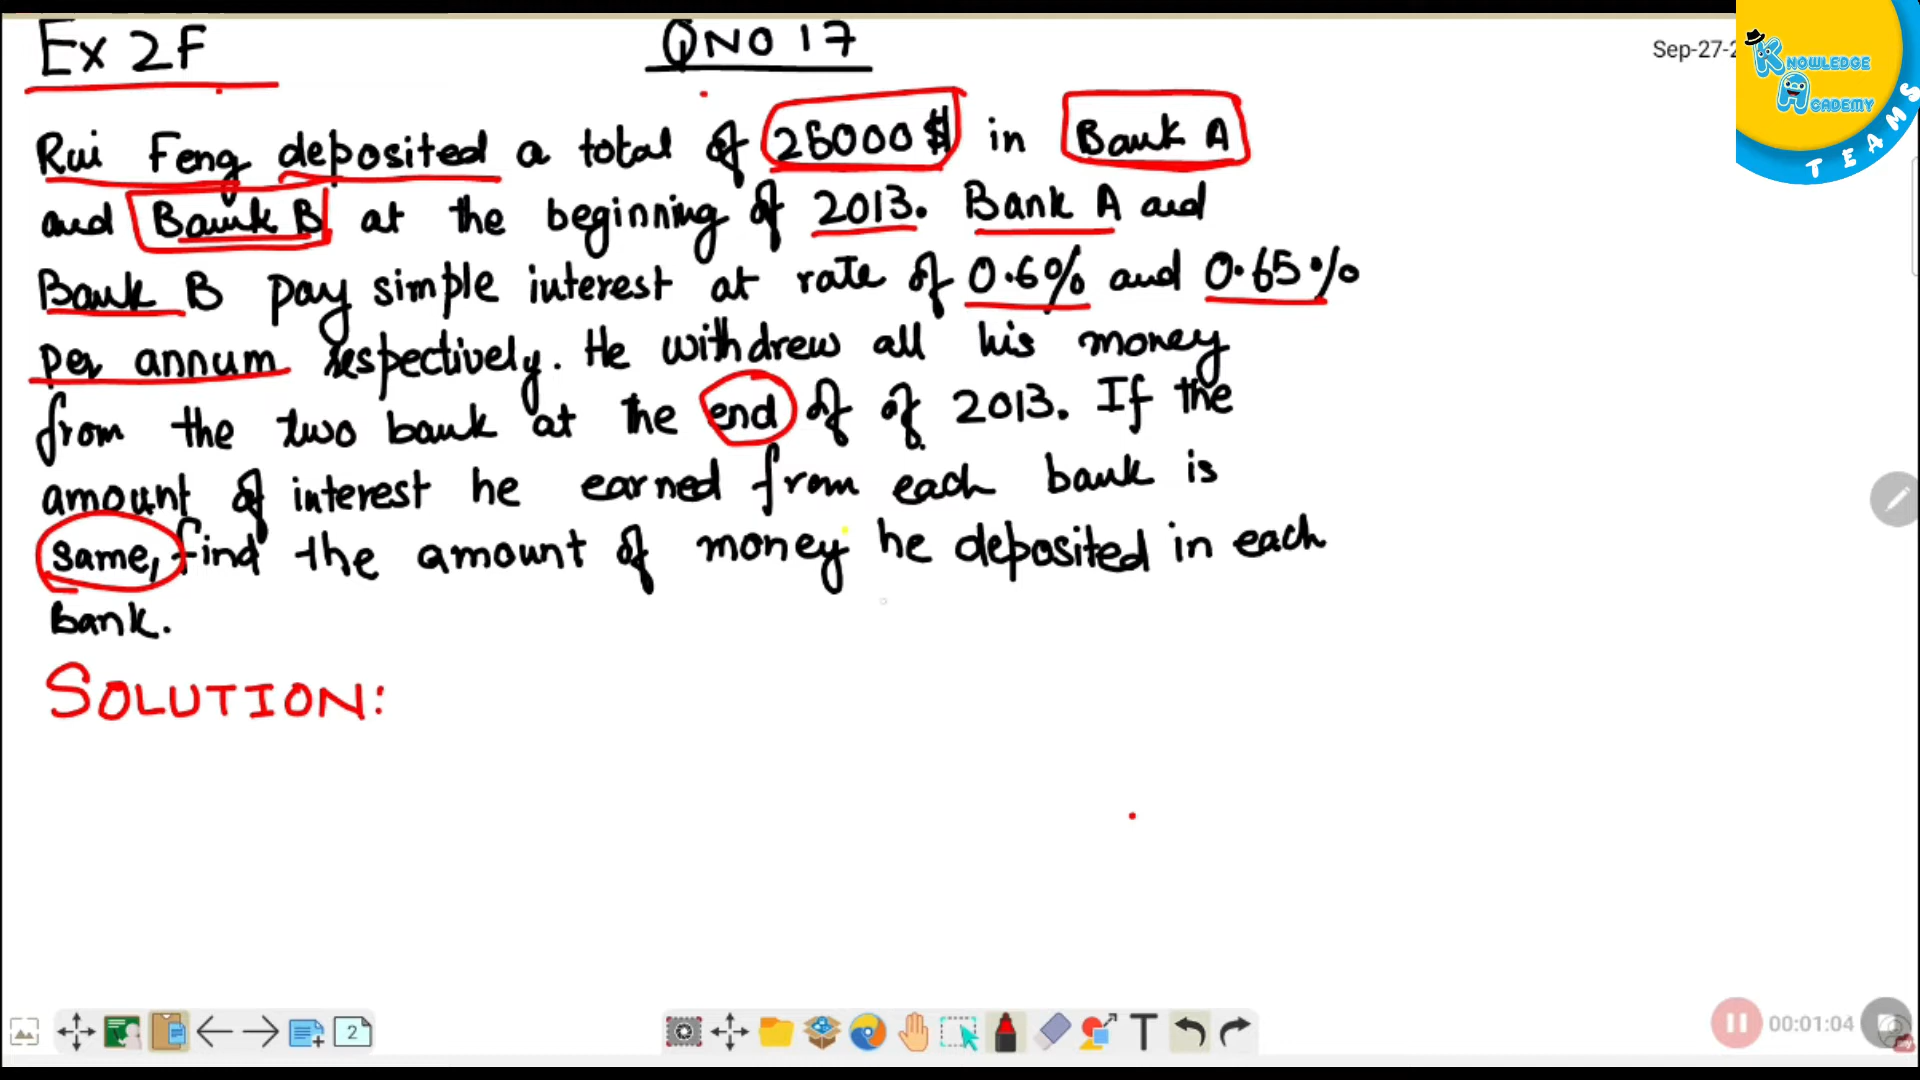 Ex 2F
QNO 17
Sep-27-2
KNOWLEDGE
ACADEMY
TEAMS
Rui Feng deposited a total of 25000 $ in Bank A
and Bank B at the beginning of 2013. Bank A and
Bank B pay simple interest at rate of 0.6% and 0.65%
per annum respectively. He withdrew all his money
from the two bank at the end of of 2013. If the
amount of interest he earned from each bank is
same, find the amount of money he deposited in each
bank.
SOLUTION:
2
T
00:01:04